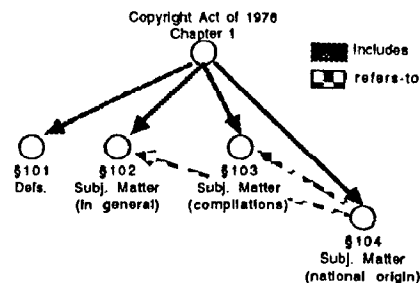 Copyright Act of 1976
Chapter 1
Includes
refers-to
§101
Defs.
§102
Subj. Matter
(in general)
§103
Subj. Matter
(compilations)
§104
Subj. Matter
(national origin)